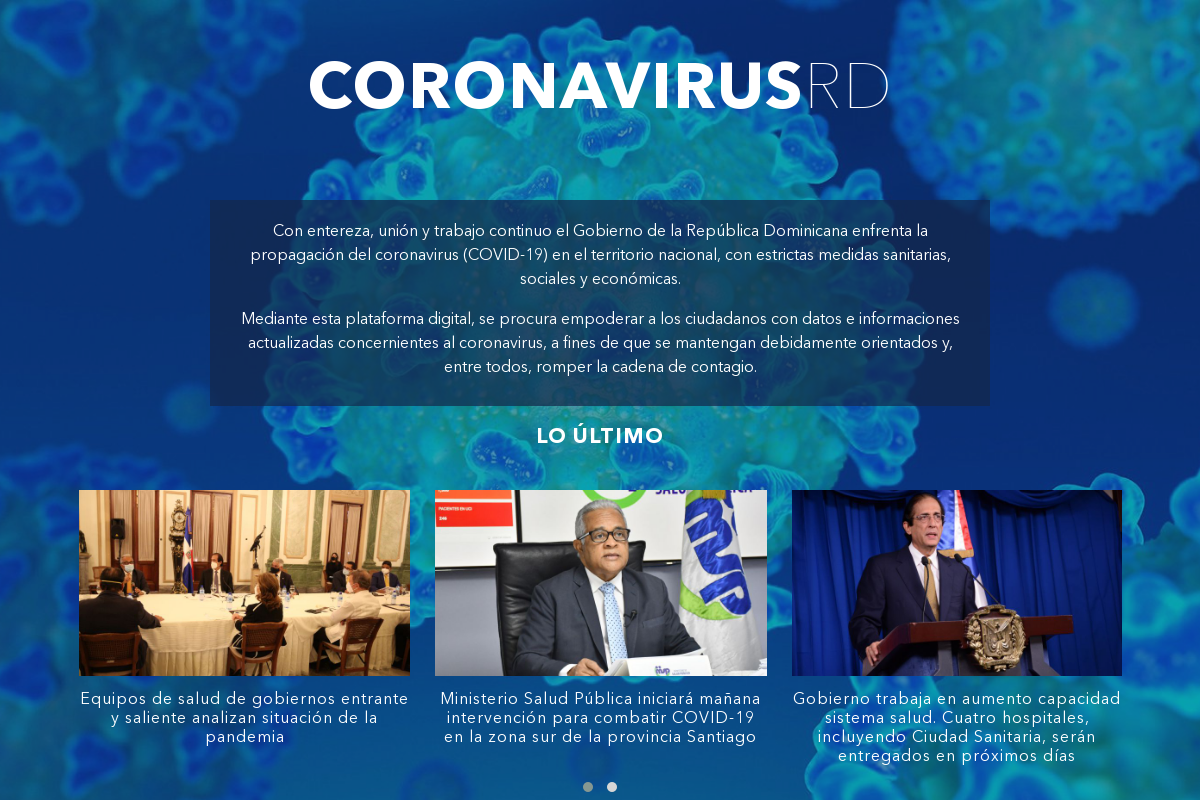 CORONAVIRUSRD
Con entereza, unión y trabajo continuo el Gobierno de la República Dominicana enfrenta la
propagación del coronavirus (COVID-19) en el territorio nacional, con estrictas medidas sanitarias,
sociales y económicas.
Mediante esta plataforma digital, se procura empoderar a los ciudadanos con datos e informaciones
actualizadas concernientes al coronavirus, a fines de que se mantengan debidamente orientados y,
entre todos, romper la cadena de contagio.
LO ÚLTIMO
PACIENTES EN UCI
Equipos de salud de gobiernos entrante
y saliente analizan situación de la
pandemia
Ministerio Salud Pública iniciará mañana
intervención para combatir COVID-19
en la zona sur de la provincia Santiago
Gobierno trabaja en aumento capacidad
sistema salud. Cuatro hospitales,
incluyendo Ciudad Sanitaria, serán
entregados en próximos días